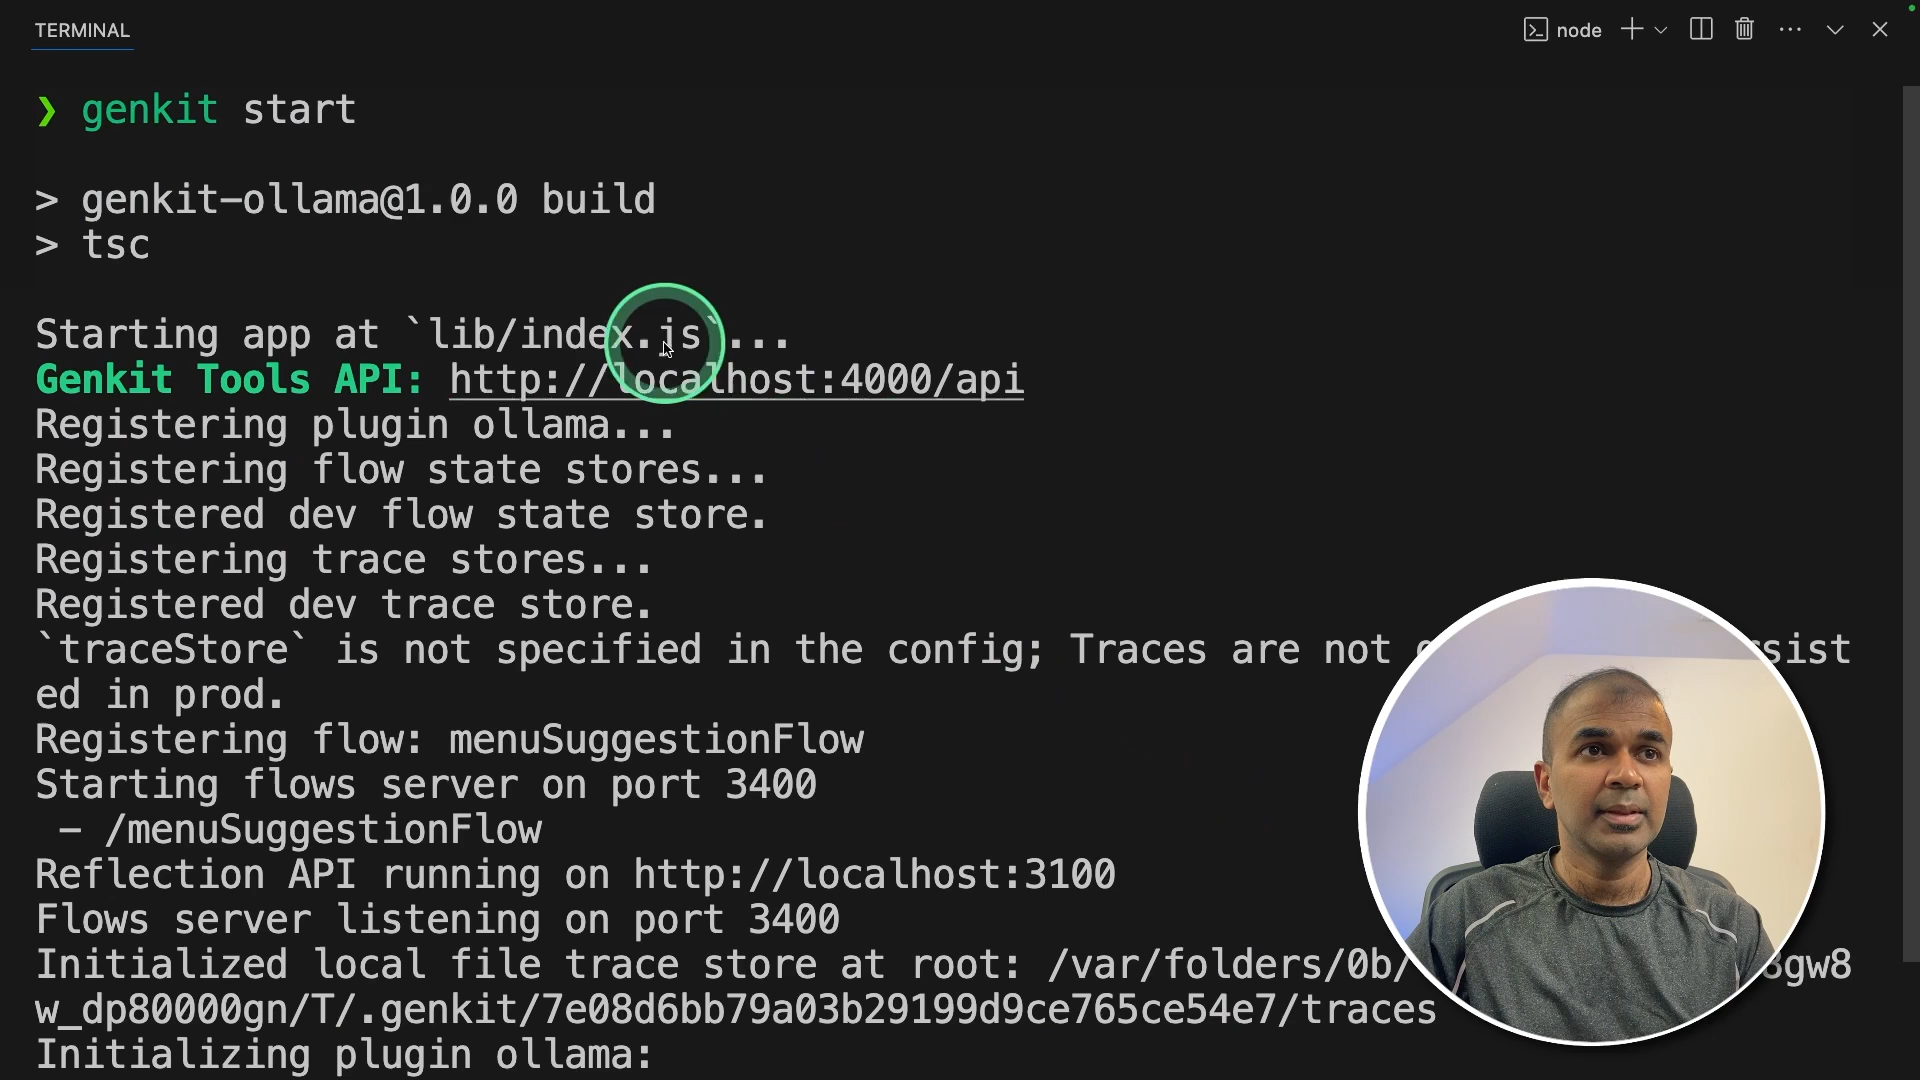 TERMINAL
node
❯ genkit start
> genkit-ollama@1.0.0 build
> tsc
Starting app at `lib/index.js`...
Genkit Tools API: http://localhost:4000/api
Registering plugin ollama...
Registering flow state stores...
Registered dev flow state store.
Registering trace stores...
Registered dev trace store.
`traceStore` is not specified in the config; Traces are not sist
ed in prod.
Registering flow: menuSuggestionFlow
Starting flows server on port 3400
– /menuSuggestionFlow
Reflection API running on http://localhost:3100
Flows server listening on port 3400
Initialized local file trace store at root: /var/folders/0b/ 8gw8
w_dp80000gn/T/.genkit/7e08d6bb79a03b29199d9ce765ce54e7/traces
Initializing plugin ollama: